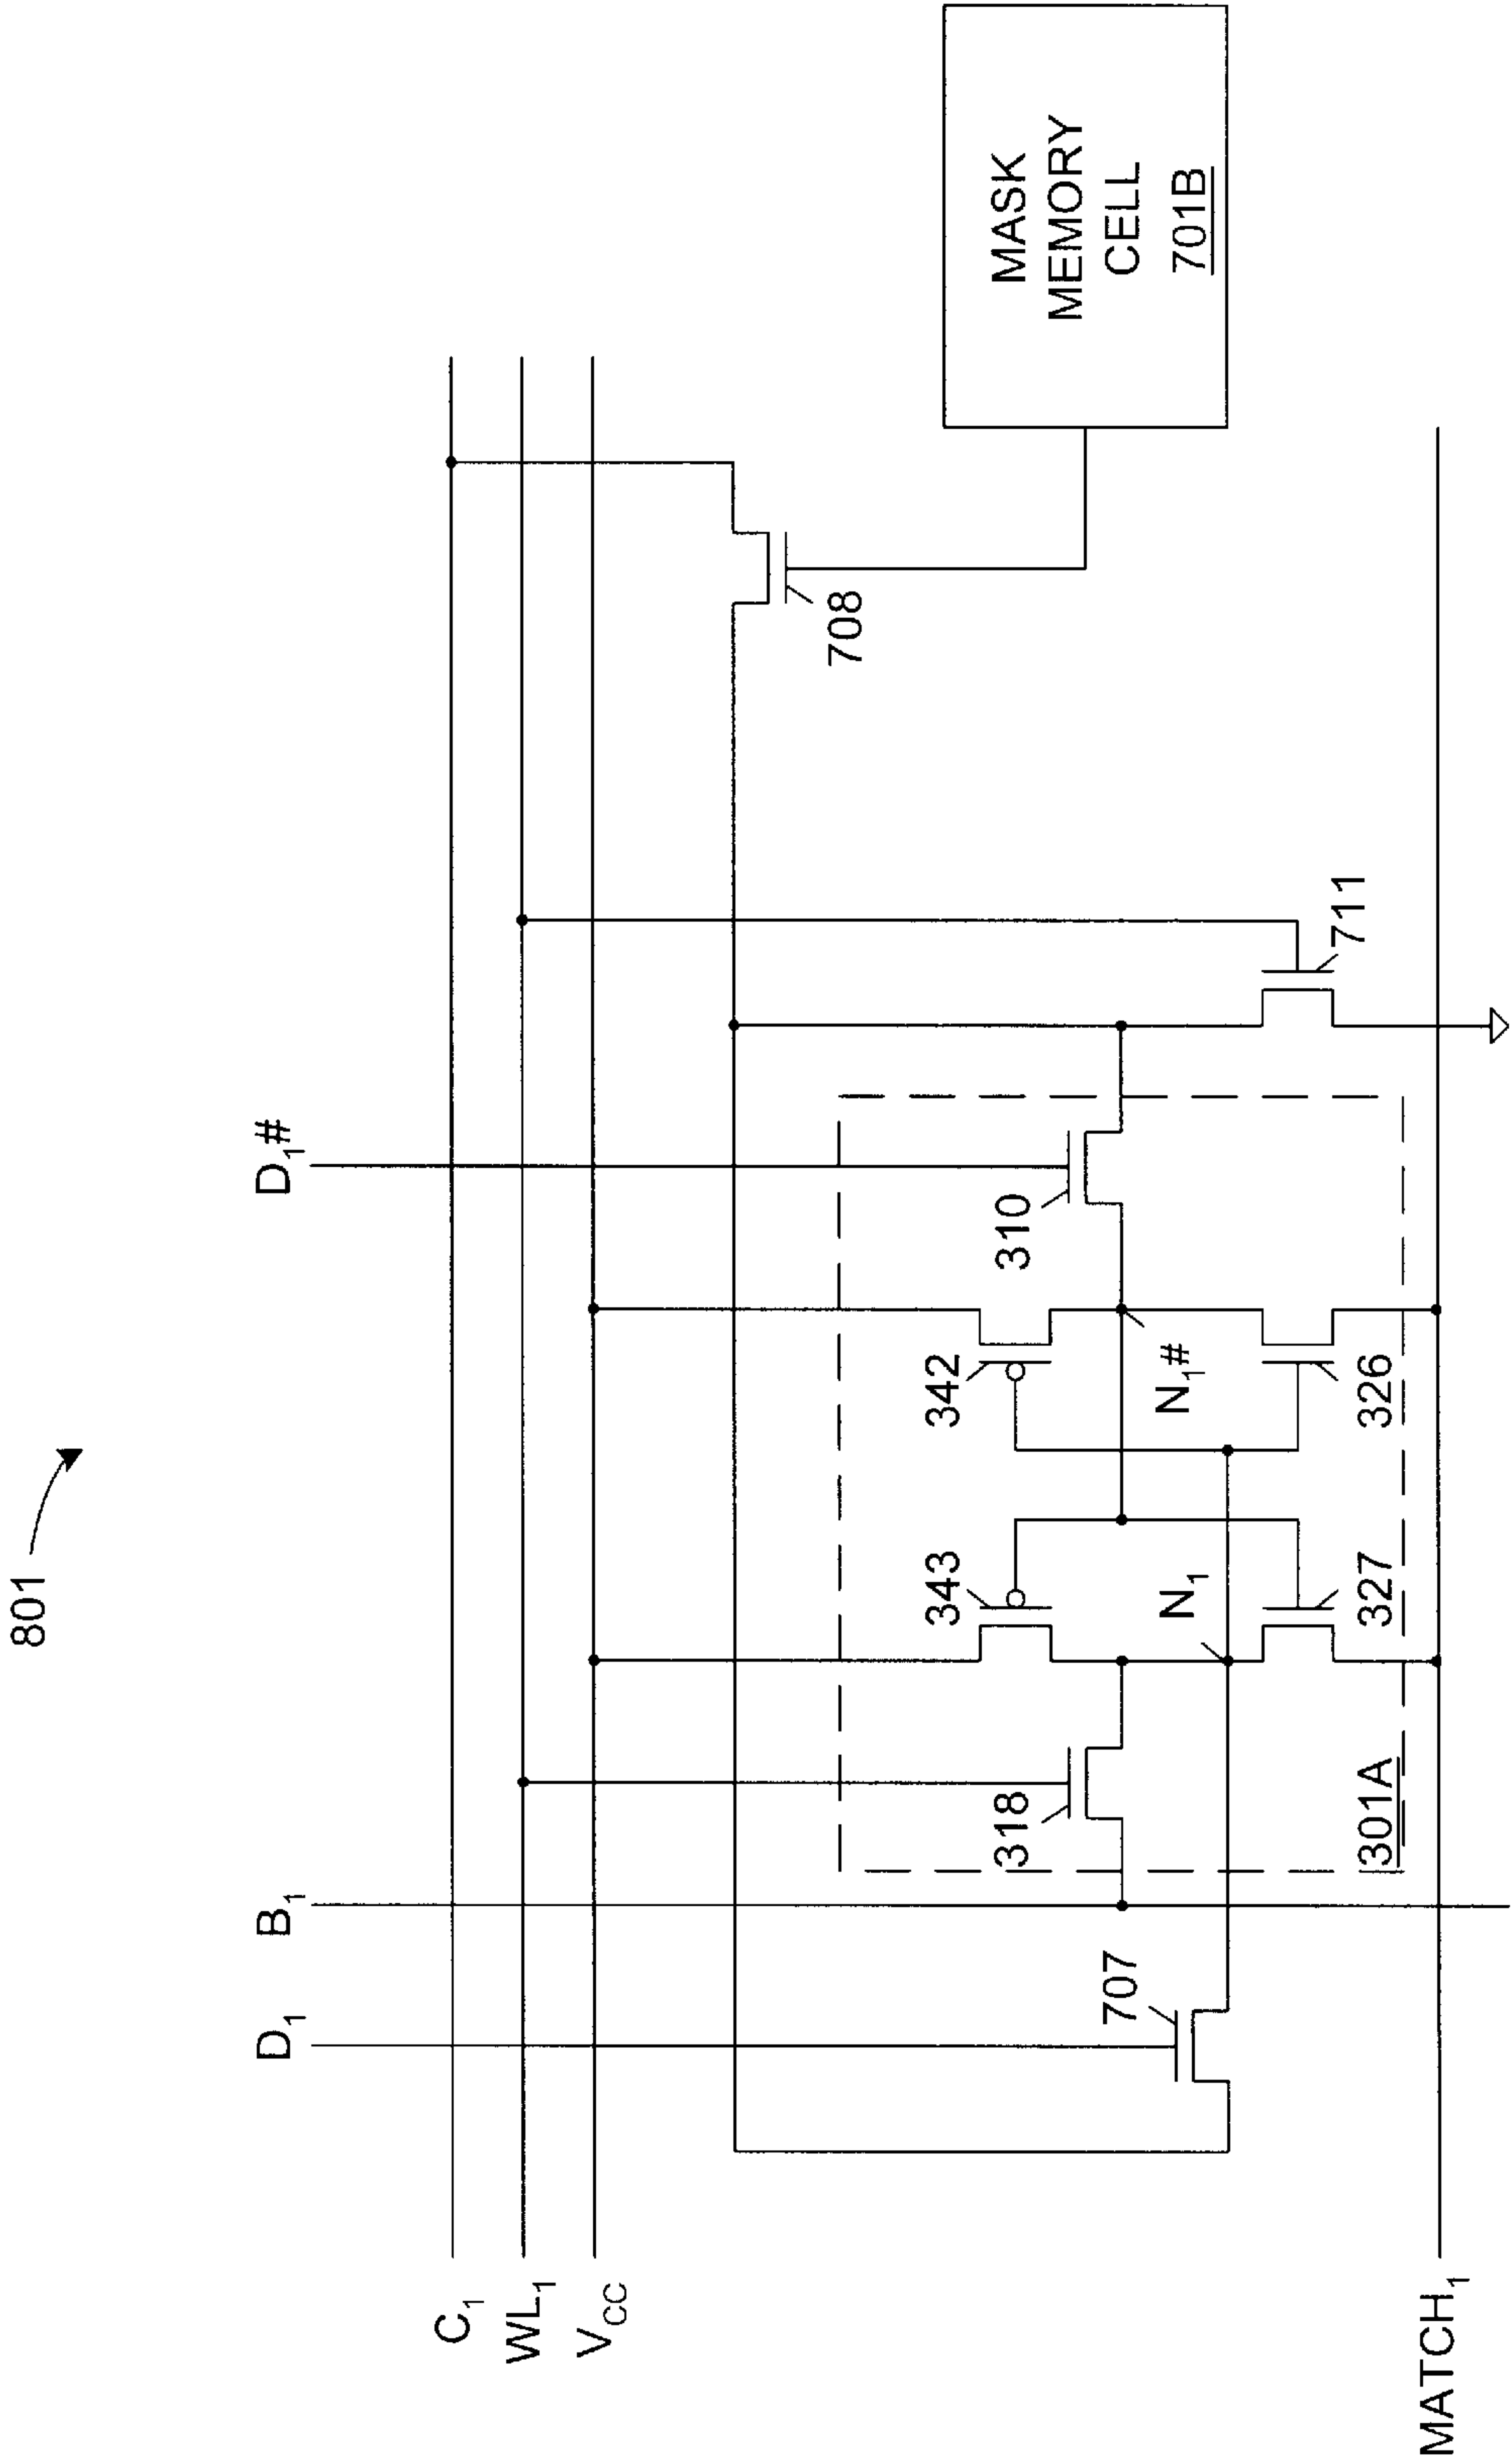 801
D₁
B₁
D₁#
C₁
WL₁
V_CC
MATCH₁
707
318
343
342
310
N₁
N₁#
327
326
301A
711
708
MASK
MEMORY
CELL
701B